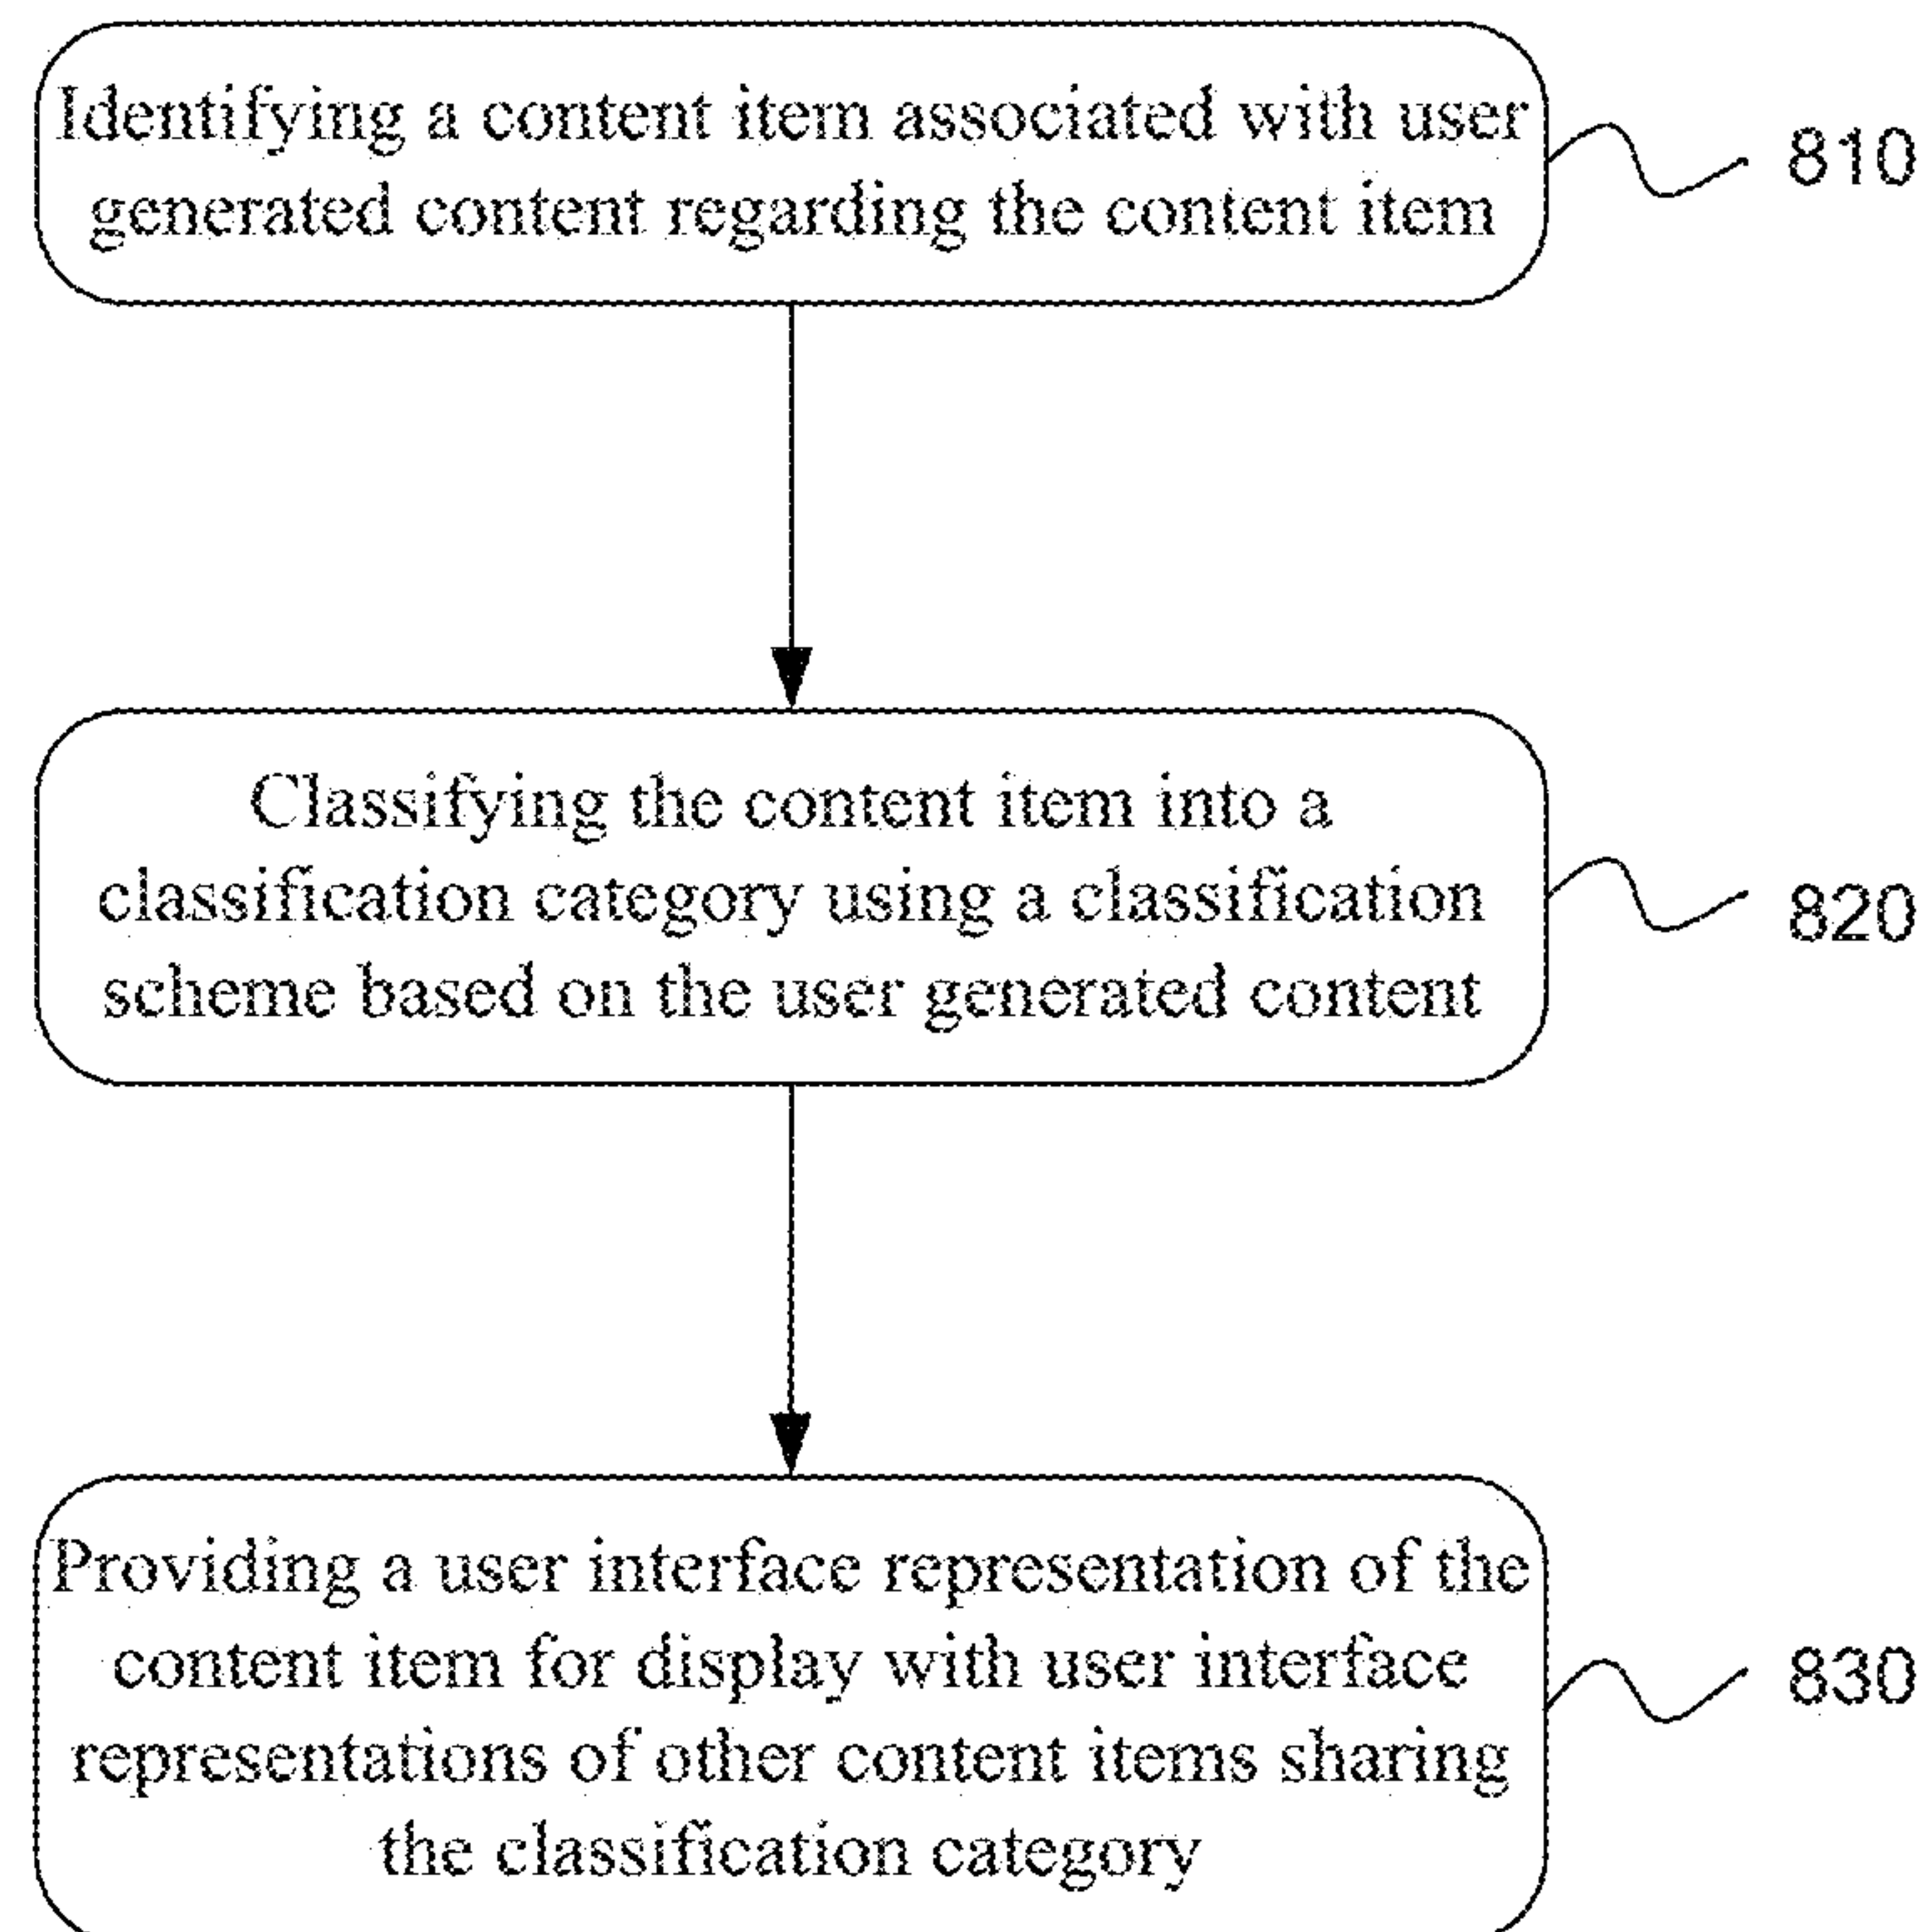 Identifying a content item associated with user
generated content regarding the content item
810
Classifying the content item into a
classification category using a classification
scheme based on the user generated content
820
Providing a user interface representation of the
content item for display with user interface
representations of other content items sharing
the classification category
830